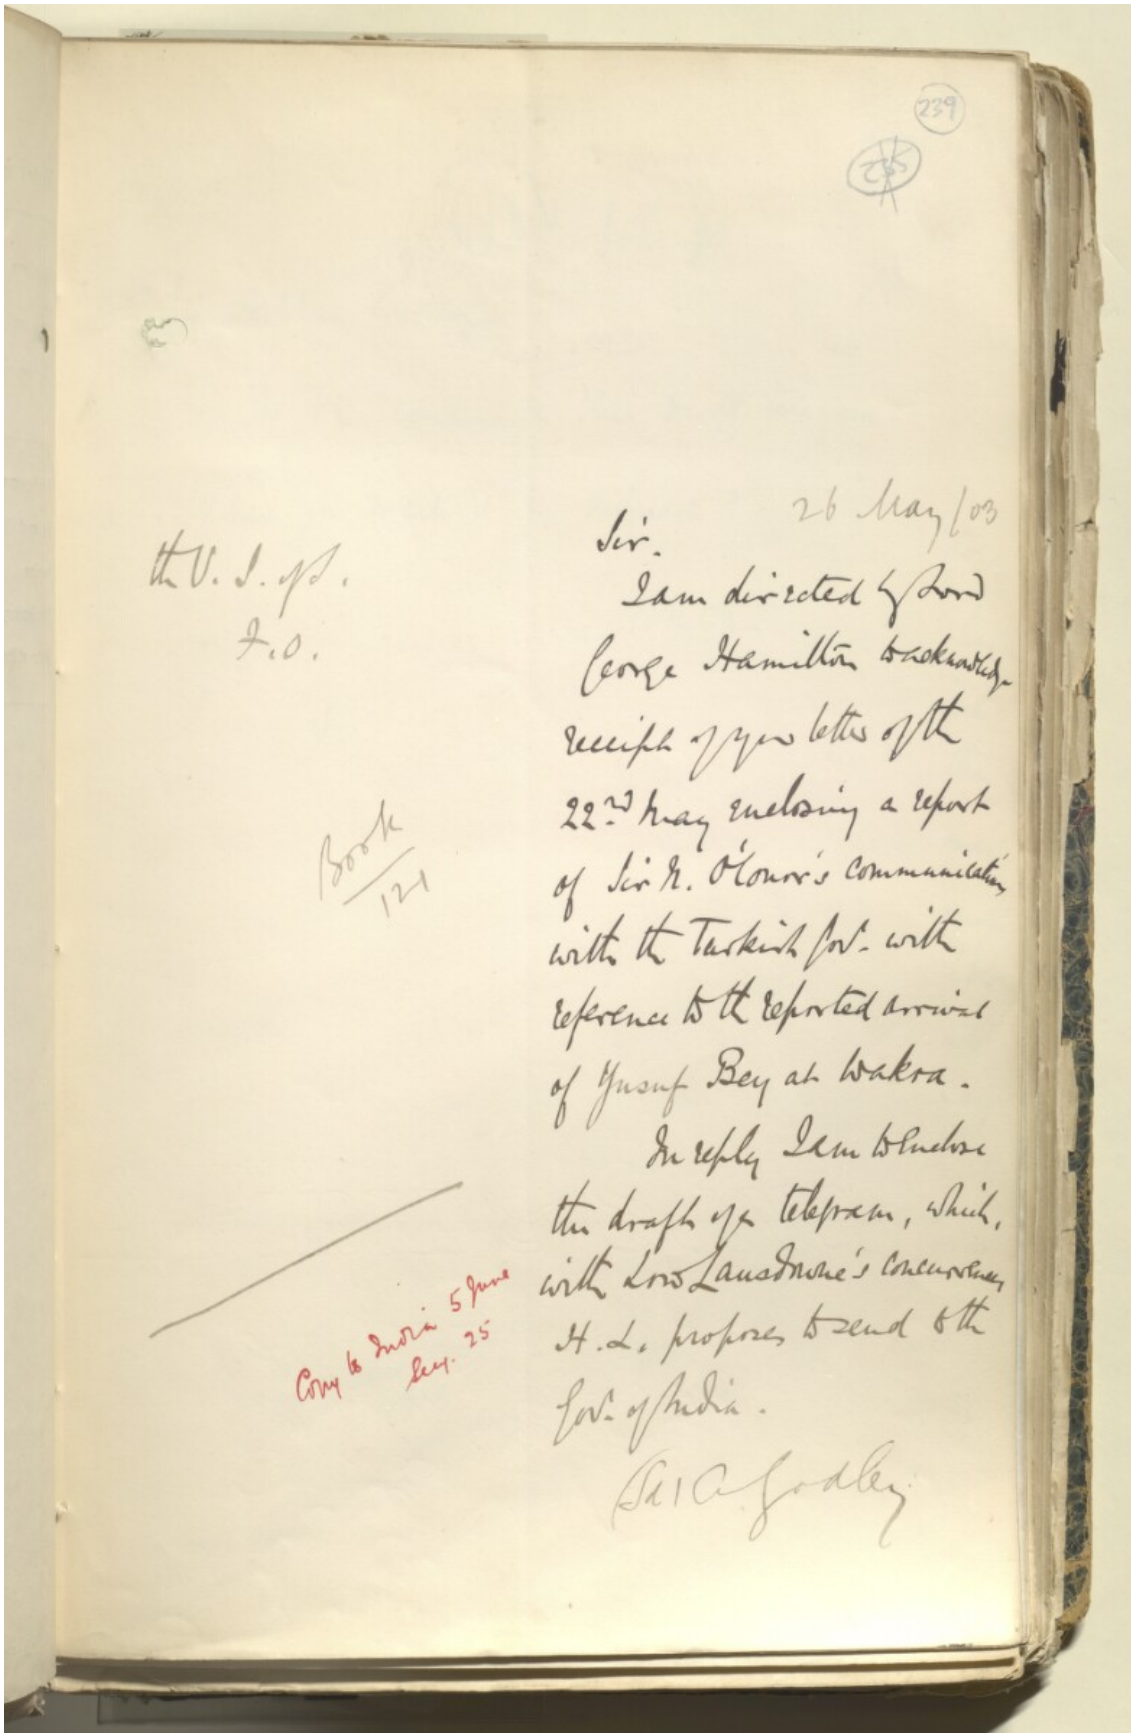 239
235
26 May/03
the U. S. of S.
F.O.
Sir.
I am directed by Lord
George Hamilton to acknowledge
receipt of your letter of the
22nd May enclosing a report
of Sir N. O'Conor's communications
with the Turkish Govt. with
reference to the reported arrival
of Yusuf Bey at Wakra.
In reply I am to enclose
the draft of a telegram, which,
with Lord Lansdowne's concurrence,
H. L. proposes to send to the
Govt. of India.
(Sd) A Godley
Book
121
Copy to India 5 June
Secy. 25